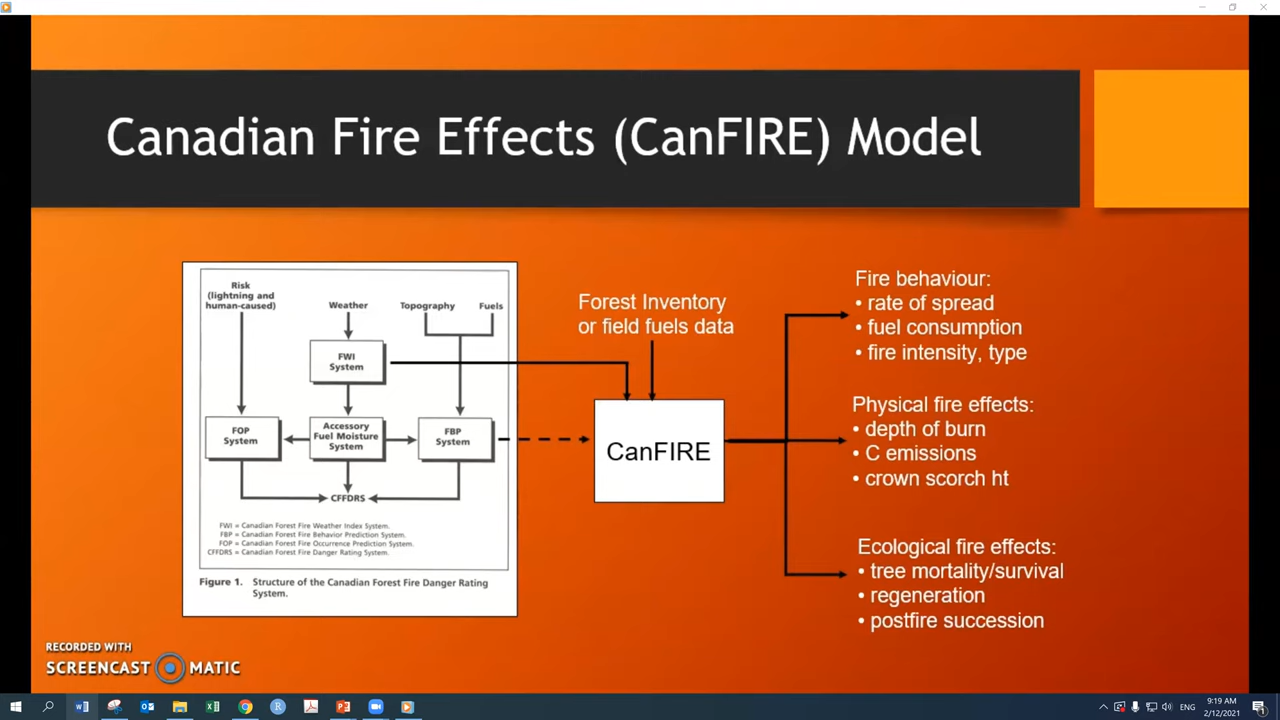 Canadian Fire Effects (CanFIRE) Model
Risk
(lightning and
human-caused)
Weather
Topography
Fuels
FWI
System
FOP
System
Accessory
Fuel Moisture
System
FBP
System
CFFDRS
FWI = Canadian Forest Fire Weather Index System.
FBP = Canadian Forest Fire Behavior Prediction System.
FOP = Canadian Forest Fire Occurrence Prediction System.
CFFDRS = Canadian Forest Fire Danger Rating System.
Figure 1. Structure of the Canadian Forest Fire Danger Rating
System.
Forest Inventory
or field fuels data
CanFIRE
Fire behaviour:
• rate of spread
• fuel consumption
• fire intensity, type
Physical fire effects:
• depth of burn
• C emissions
• crown scorch ht
Ecological fire effects:
• tree mortality/survival
• regeneration
• postfire succession
RECORDED WITH
SCREENCAST MATIC
ENG
9:19 AM
2/12/2021